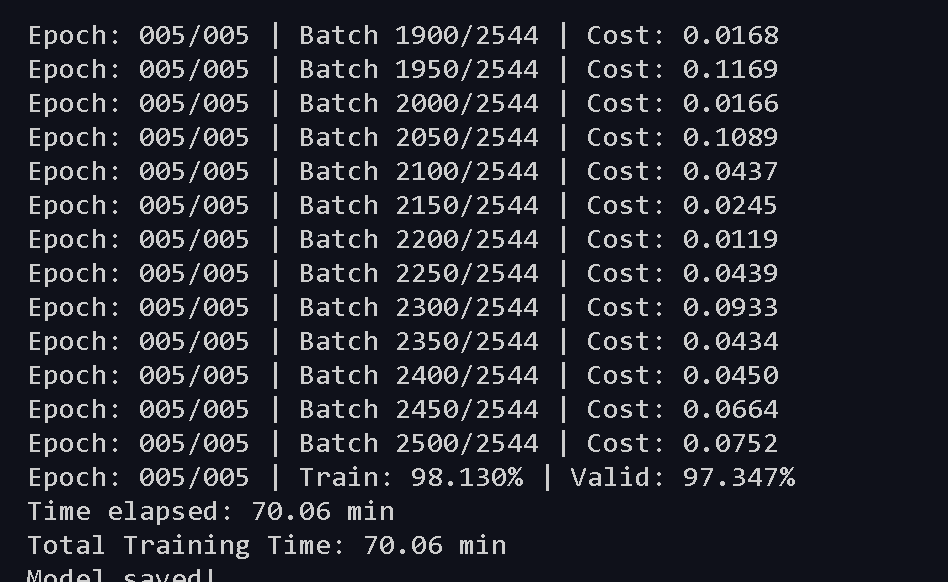 Epoch: 005/005 | Batch 1900/2544 | Cost: 0.0168
Epoch: 005/005 | Batch 1950/2544 | Cost: 0.1169
Epoch: 005/005 | Batch 2000/2544 | Cost: 0.0166
Epoch: 005/005 | Batch 2050/2544 | Cost: 0.1089
Epoch: 005/005 | Batch 2100/2544 | Cost: 0.0437
Epoch: 005/005 | Batch 2150/2544 | Cost: 0.0245
Epoch: 005/005 | Batch 2200/2544 | Cost: 0.0119
Epoch: 005/005 | Batch 2250/2544 | Cost: 0.0439
Epoch: 005/005 | Batch 2300/2544 | Cost: 0.0933
Epoch: 005/005 | Batch 2350/2544 | Cost: 0.0434
Epoch: 005/005 | Batch 2400/2544 | Cost: 0.0450
Epoch: 005/005 | Batch 2450/2544 | Cost: 0.0664
Epoch: 005/005 | Batch 2500/2544 | Cost: 0.0752
Epoch: 005/005 | Train: 98.130% | Valid: 97.347%
Time elapsed: 70.06 min
Total Training Time: 70.06 min
Model saved!